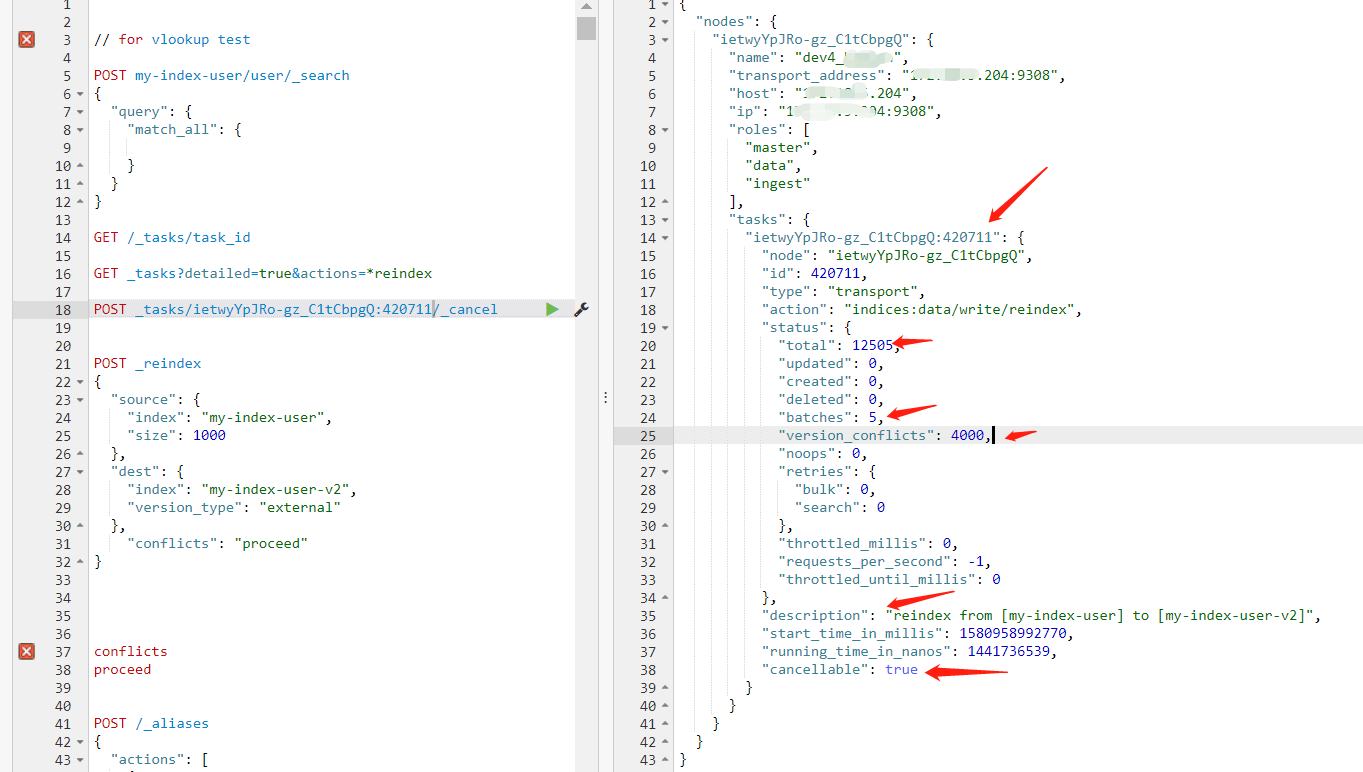 1
2
3 // for vlookup test
4
5 POST my-index-user/user/_search
6 {
7 "query": {
8 "match_all": {
9
10 }
11 }
12 }
13
14 GET /_tasks/task_id
15
16 GET _tasks?detailed=true&actions=*reindex
17
18 POST _tasks/ietwyYpJRo-gz_C1tCbpgQ:420711/_cancel
19
20
21 POST _reindex
22 {
23 "source": {
24 "index": "my-index-user",
25 "size": 1000
26 },
27 "dest": {
28 "index": "my-index-user-v2",
29 "version_type": "external"
30 },
31 "conflicts": "proceed"
32 }
33
34
35
36
37 conflicts
38 proceed
39
40
41 POST /_aliases
42 {
43 "actions": [
1 {
2 "nodes": {
3 "ietwyYpJRo-gz_C1tCbpgQ": {
4 "name": "dev4_
5 "transport_address": .204:9308",
6 "host": .204",
7 "ip": :9308",
8 "roles": [
9 "master",
10 "data",
11 "ingest"
12 ],
13 "tasks": {
14 "ietwyYpJRo-gz_C1tCbpgQ:420711": {
15 "node": "ietwyYpJRo-gz_C1tCbpgQ",
16 "id": 420711,
17 "type": "transport",
18 "action": "indices:data/write/reindex",
19 "status": {
20 "total": 12505,
21 "updated": 0,
22 "created": 0,
23 "deleted": 0,
24 "batches": 5,
25 "version_conflicts": 4000,
26 "noops": 0,
27 "retries": {
28 "bulk": 0,
29 "search": 0
30 },
31 "throttled_millis": 0,
32 "requests_per_second": -1,
33 "throttled_until_millis": 0
34 },
35 "description": "reindex from [my-index-user] to [my-index-user-v2]",
36 "start_time_in_millis": 1580958992770,
37 "running_time_in_nanos": 1441736539,
38 "cancellable": true
39 }
40 }
41 }
42 }
43 }